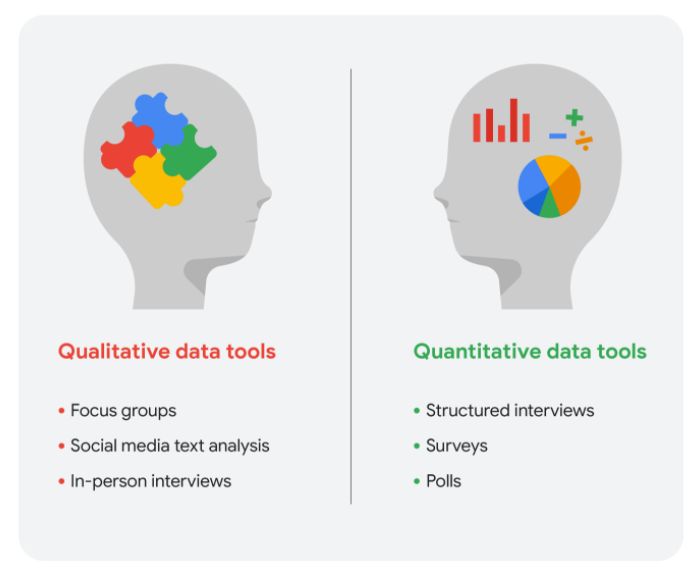 Qualitative data tools
• Focus groups
• Social media text analysis
• In-person interviews
Quantitative data tools
• Structured interviews
• Surveys
• Polls